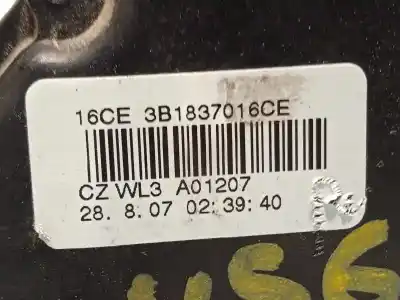 16CE 3B1837016CE
CZ WL3 A01207
28. 8. 07 02: 39: 40